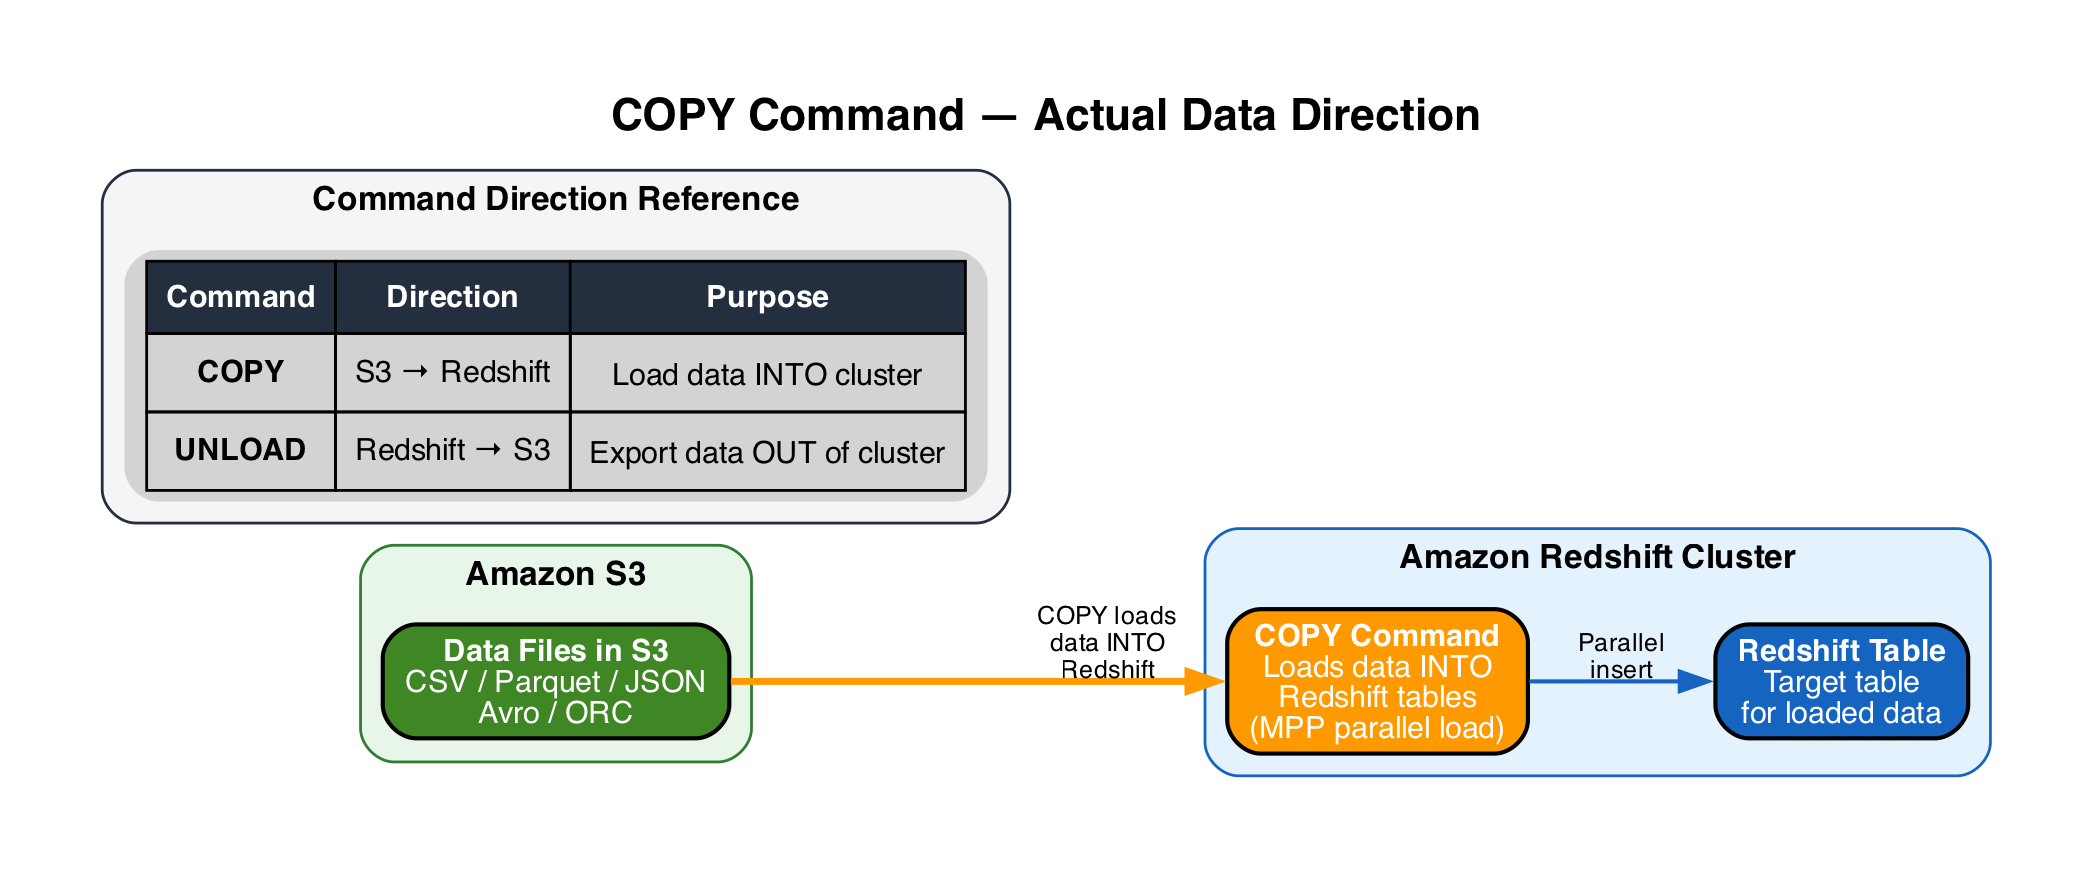 COPY Command — Actual Data Direction
Command Direction Reference
Command Direction Purpose
COPY S3 → Redshift Load data INTO cluster
UNLOAD Redshift → S3 Export data OUT of cluster
Amazon S3
Data Files in S3
CSV / Parquet / JSON
Avro / ORC
COPY loads
data INTO
Redshift
Amazon Redshift Cluster
COPY Command
Loads data INTO
Redshift tables
(MPP parallel load)
Parallel
insert
Redshift Table
Target table
for loaded data